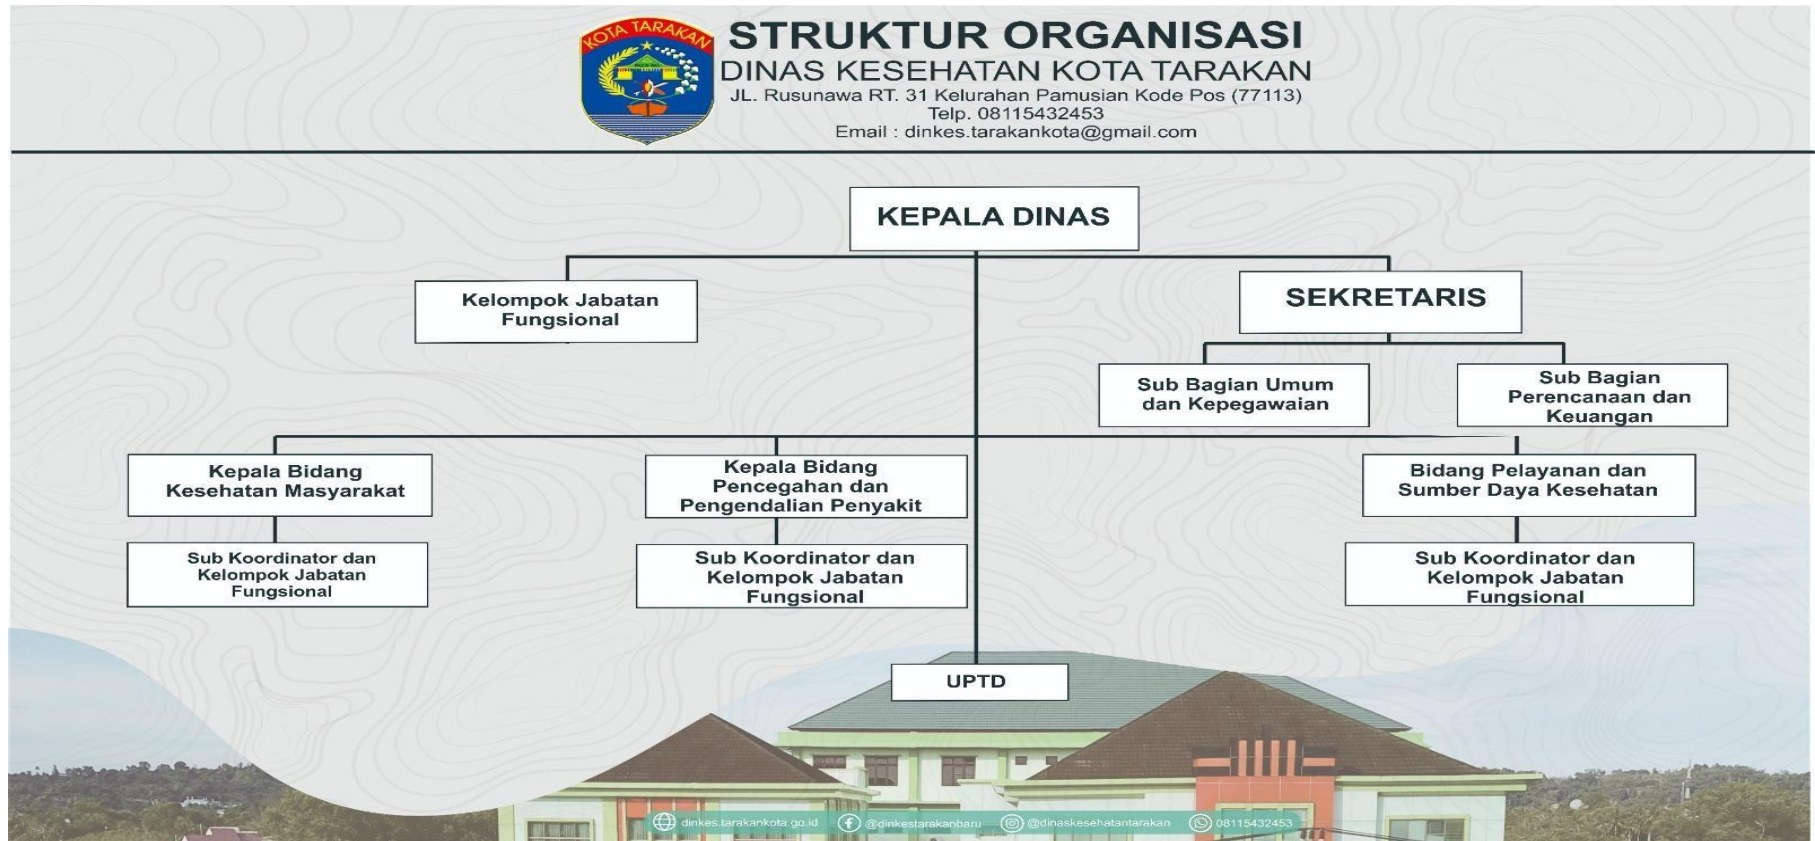 KOTA TARAKAN
STRUKTUR ORGANISASI
DINAS KESEHATAN KOTA TARAKAN
JL. Rusunawa RT. 31 Kelurahan Pamusian Kode Pos (77113)
Telp. 08115432453
Email : dinkes.tarakankota@gmail.com
KEPALA DINAS
Kelompok Jabatan
Fungsional
SEKRETARIS
Sub Bagian Umum
dan Kepegawaian
Sub Bagian
Perencanaan dan
Keuangan
Kepala Bidang
Kesehatan Masyarakat
Kepala Bidang
Pencegahan dan
Pengendalian Penyakit
Bidang Pelayanan dan
Sumber Daya Kesehatan
Sub Koordinator dan
Kelompok Jabatan
Fungsional
Sub Koordinator dan
Kelompok Jabatan
Fungsional
Sub Koordinator dan
Kelompok Jabatan
Fungsional
UPTD
dinkes.tarakankota.go.id
@dinkestarakanbaru
@dinaskesehatantarakan
08115432453